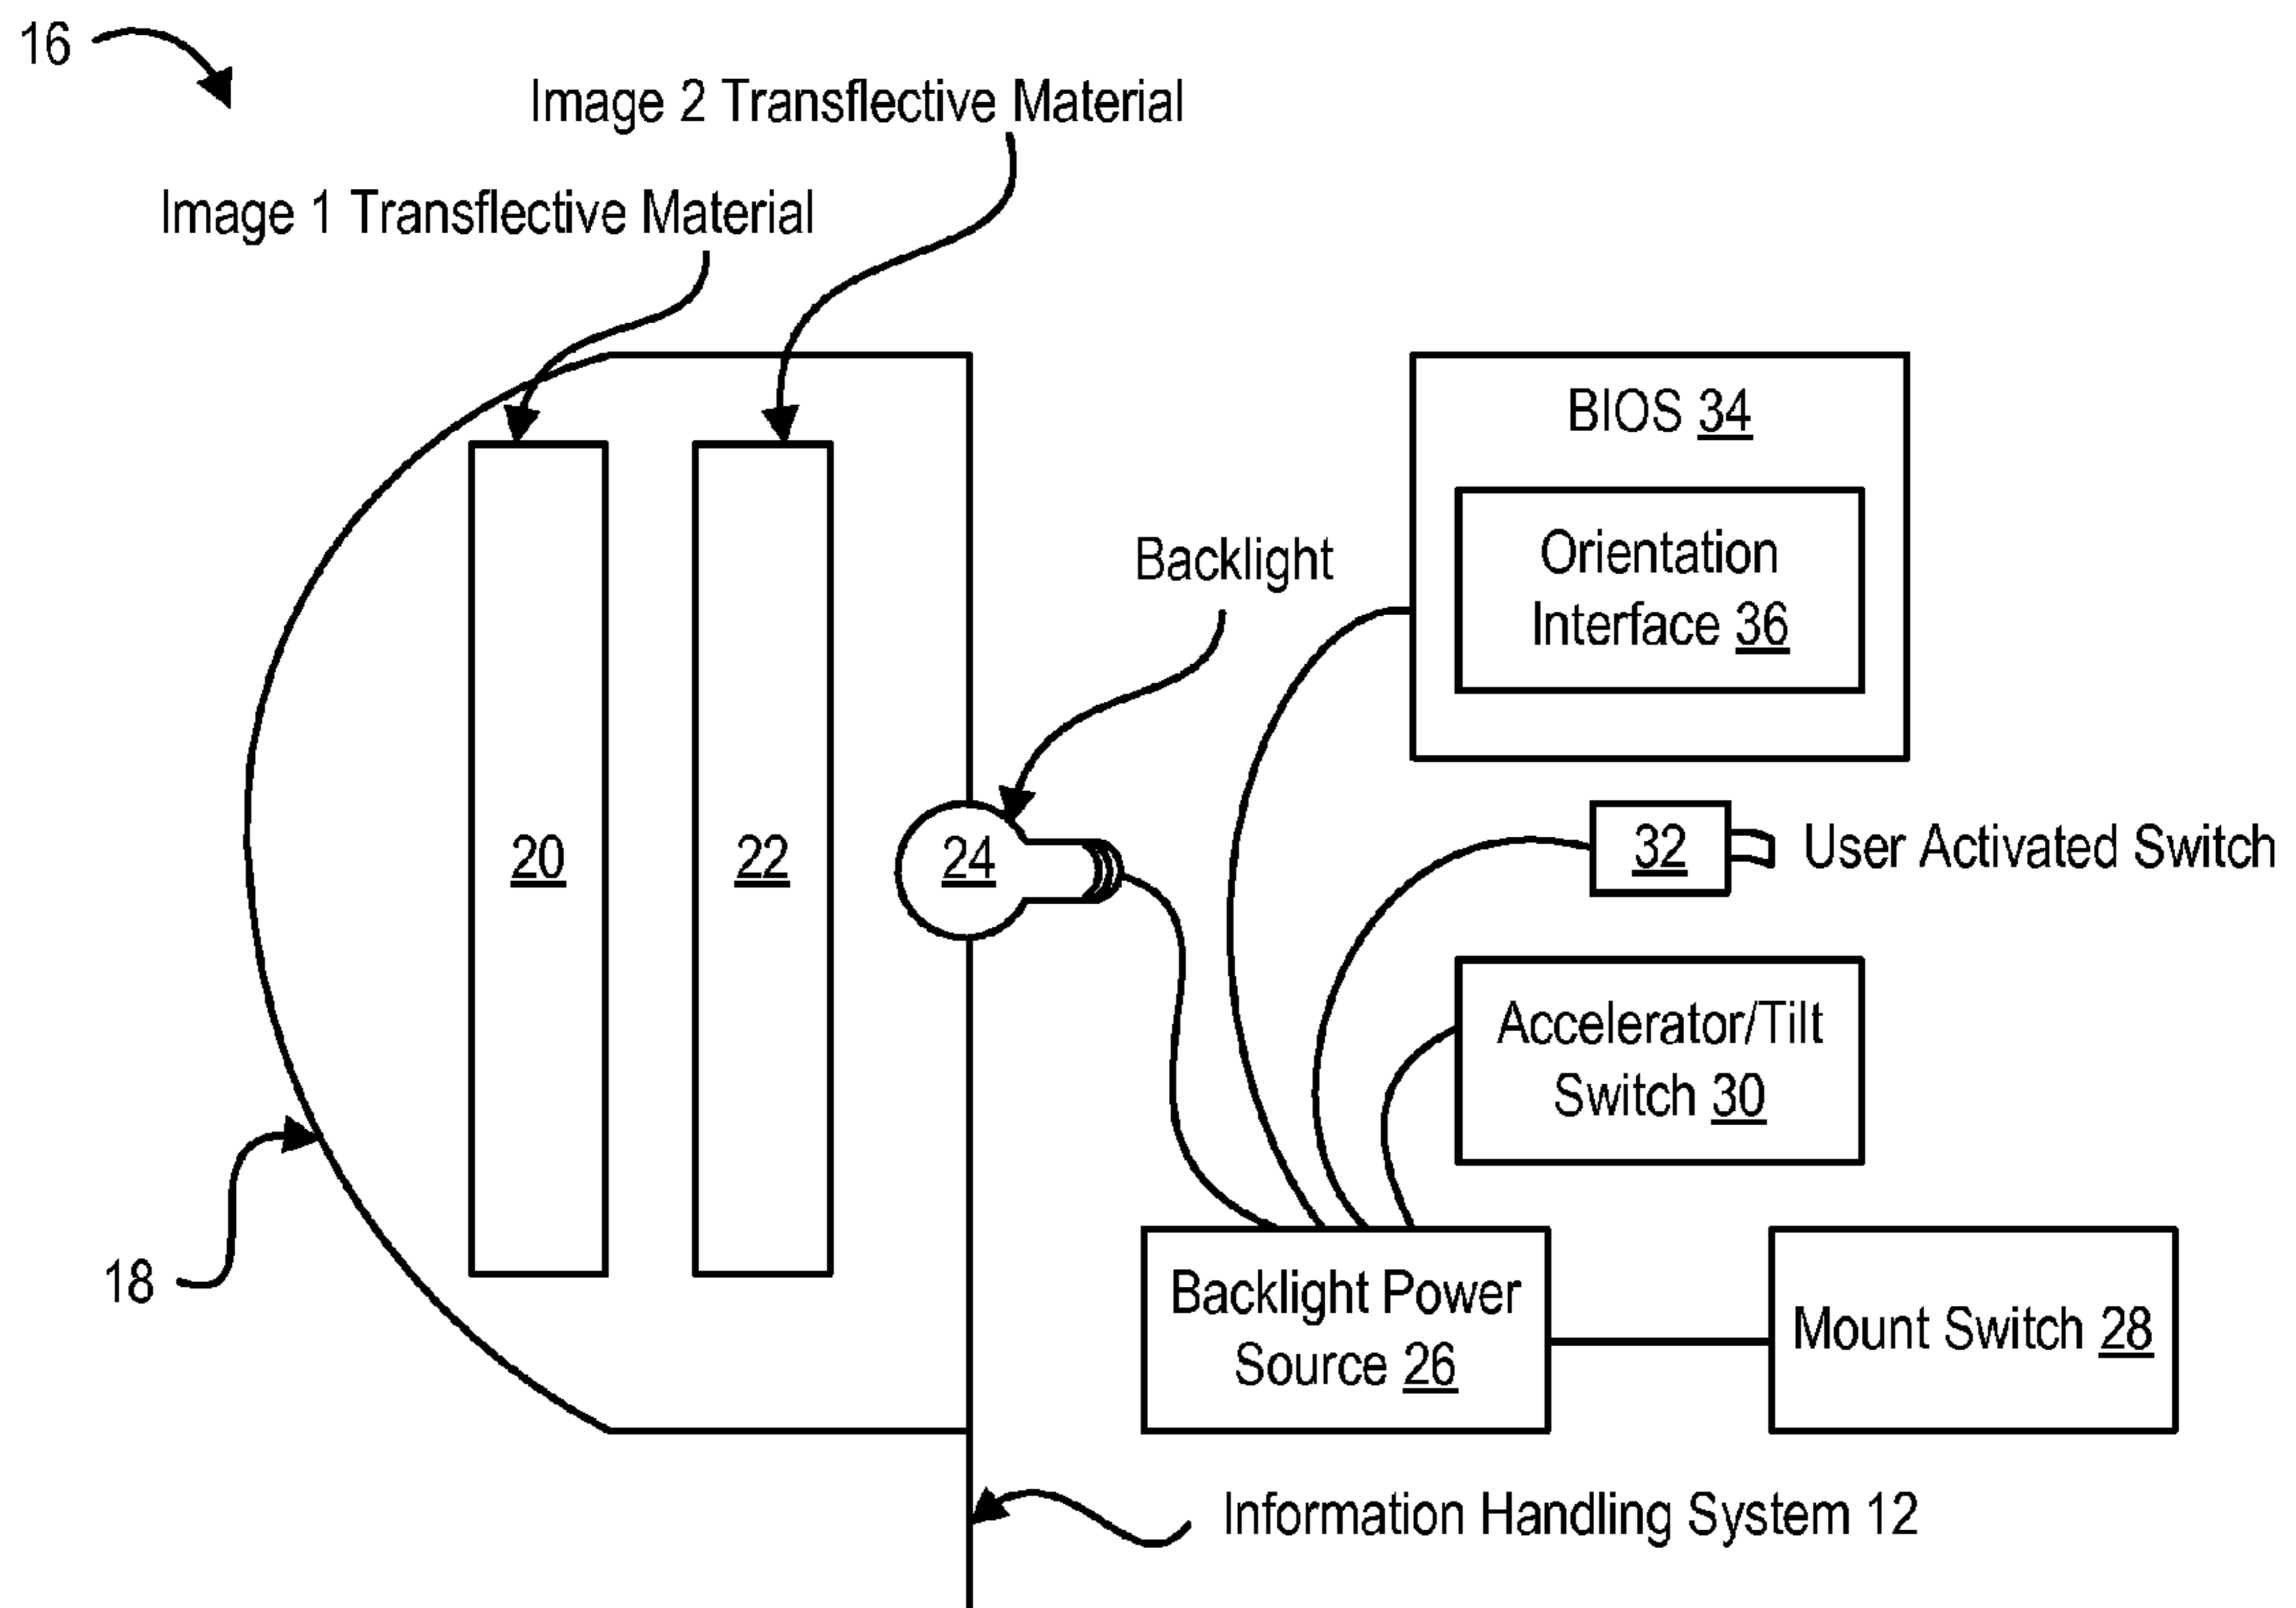 16
Image 2 Transflective Material
Image 1 Transflective Material
BIOS 34
Orientation
Interface 36
Backlight
20
22
24
32
User Activated Switch
Accelerator/Tilt
Switch 30
18
Backlight Power
Source 26
Mount Switch 28
Information Handling System 12